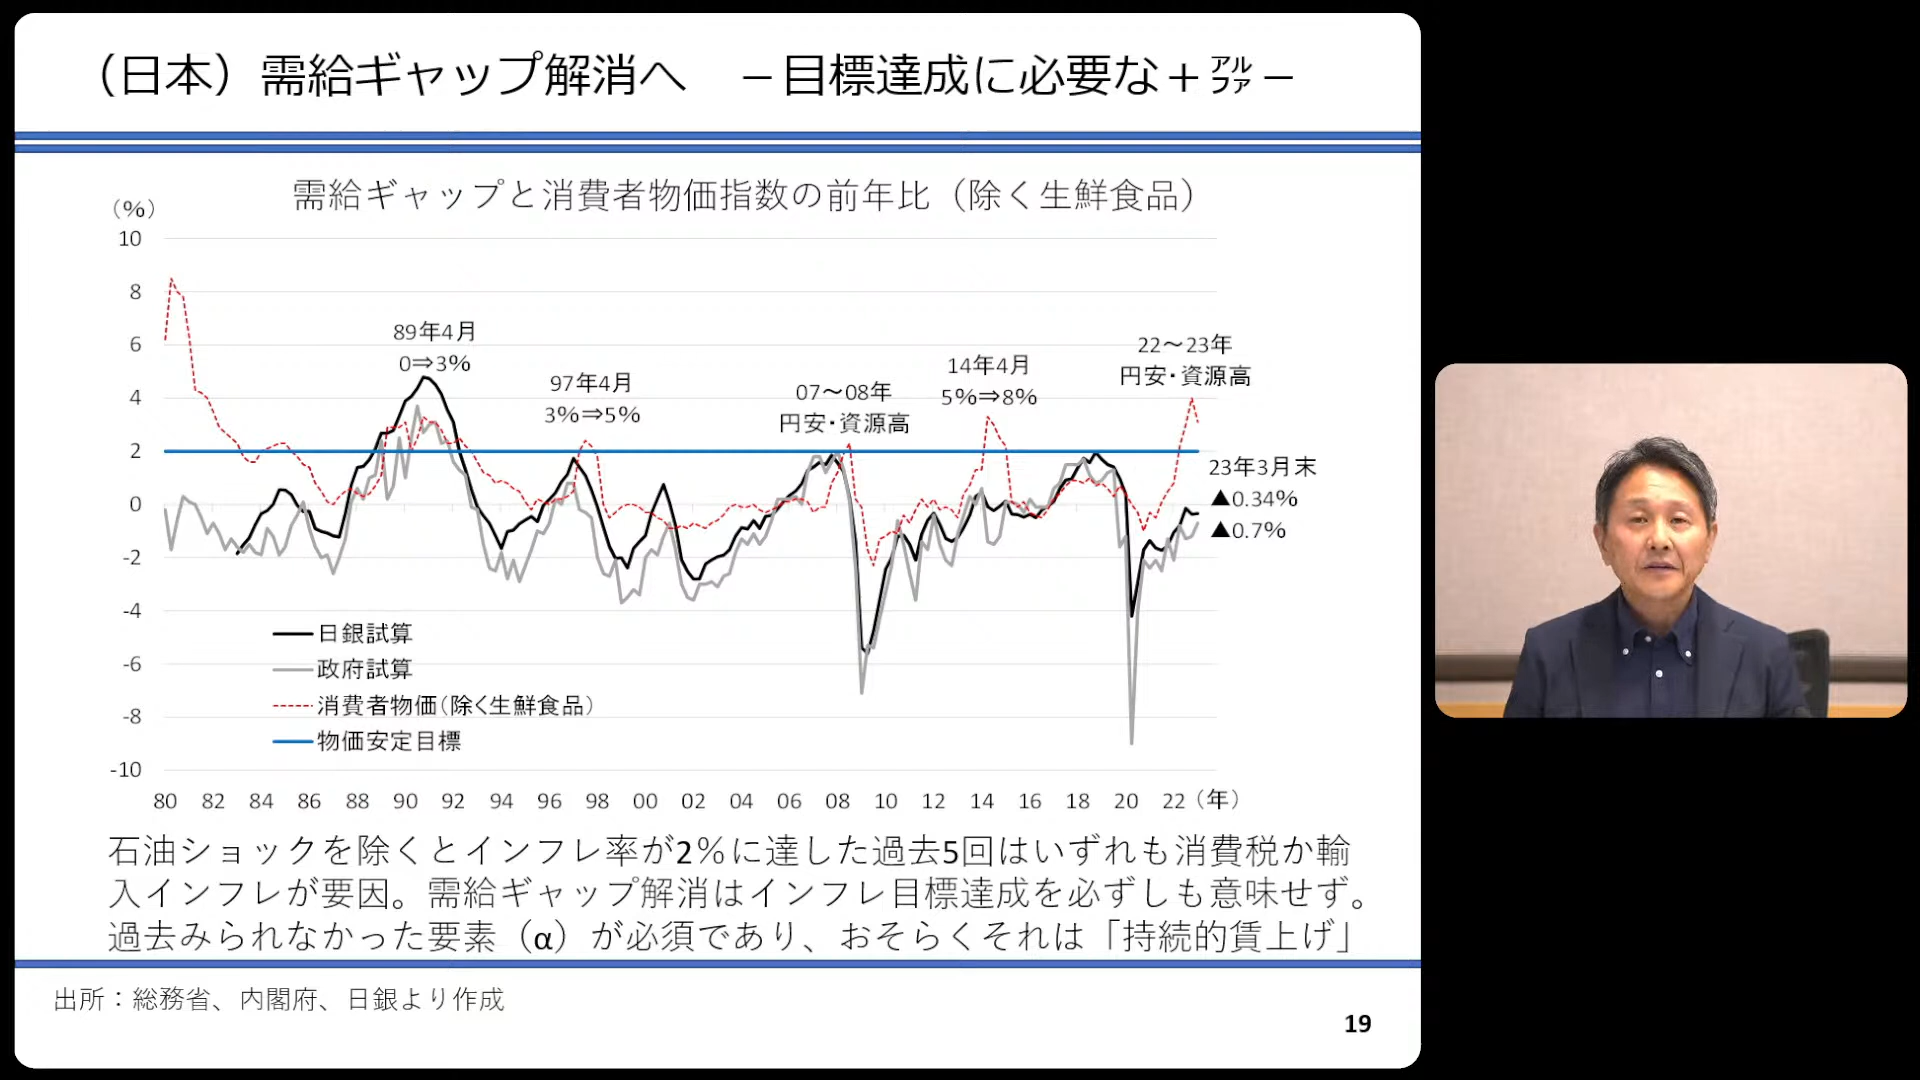 （日本）需給ギャップ解消へ　－目標達成に必要な＋アルファ－
需給ギャップと消費者物価指数の前年比（除く生鮮食品）
（%）
10
8
6
4
2
0
-2
-4
-6
-8
-10
89年4月
0⇒3%
97年4月
3%⇒5%
07～08年
円安・資源高
14年4月
5%⇒8%
22～23年
円安・資源高
23年3月末
▲0.34%
▲0.7%
日銀試算
政府試算
消費者物価（除く生鮮食品）
物価安定目標
80 82 84 86 88 90 92 94 96 98 00 02 04 06 08 10 12 14 16 18 20 22（年）
石油ショックを除くとインフレ率が2％に達した過去5回はいずれも消費税か輸
入インフレが要因。需給ギャップ解消はインフレ目標達成を必ずしも意味せず。
過去みられなかった要素（α）が必須であり、おそらくそれは「持続的賃上げ」
出所：総務省、内閣府、日銀より作成
19